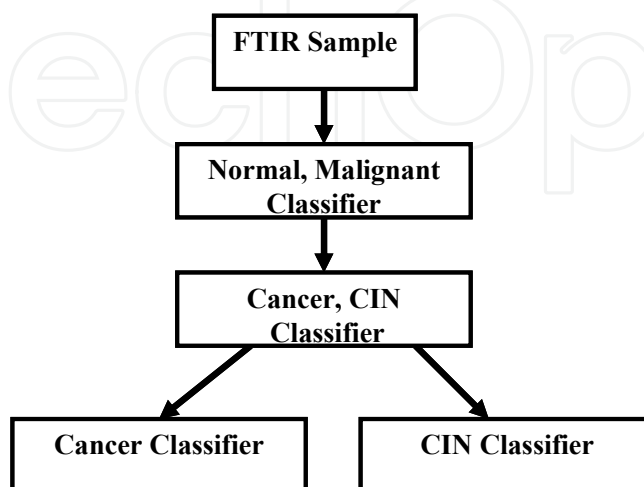 FTIR Sample
Normal, Malignant
Classifier
Cancer, CIN
Classifier
Cancer Classifier
CIN Classifier